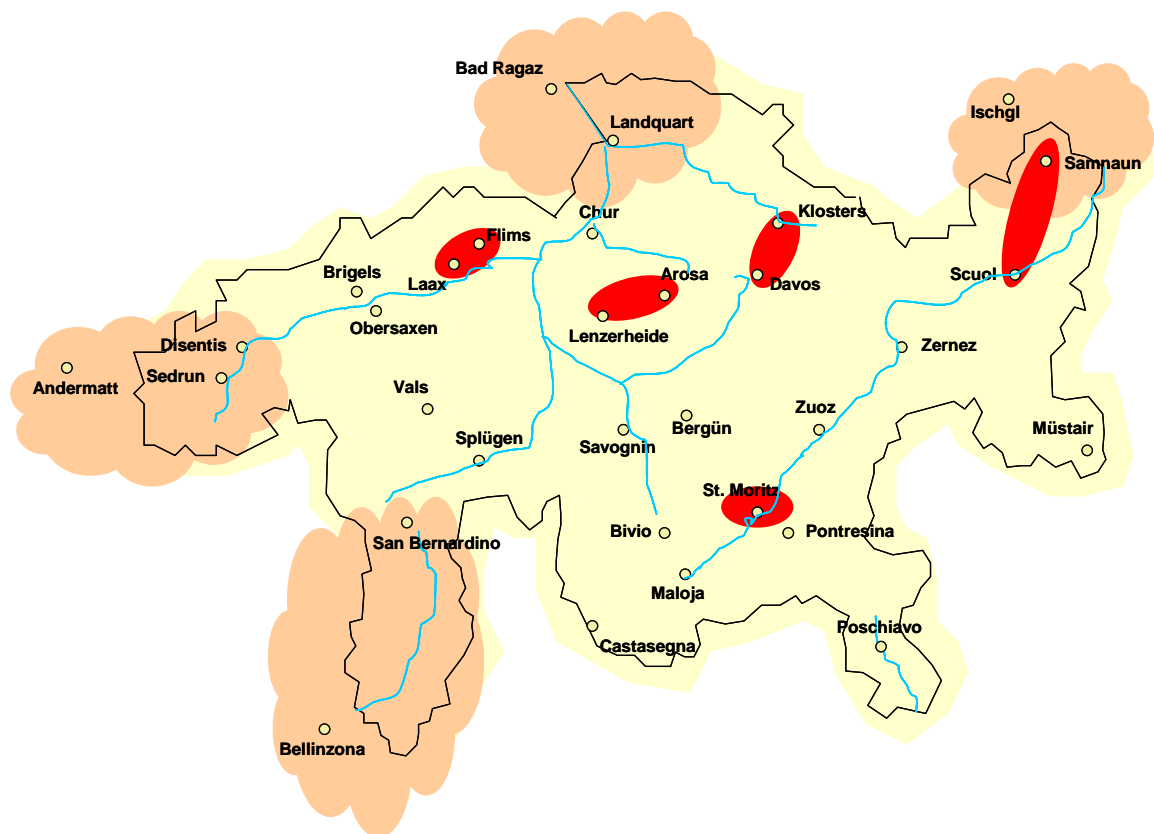 Bad Ragaz
Ischgl
Landquart
Samnaun
Chur
Klosters
Flims
Brigels
Laax
Arosa
Davos
Scuol
Obersaxen
Lenzerheide
Disentis
Zernez
Sedrun
Andermatt
Vals
Zuoz
Bergün
Müstair
Splügen
Savognin
St. Moritz
San Bernardino
Bivio
Pontresina
Maloja
Poschiavo
Castasegna
Bellinzona